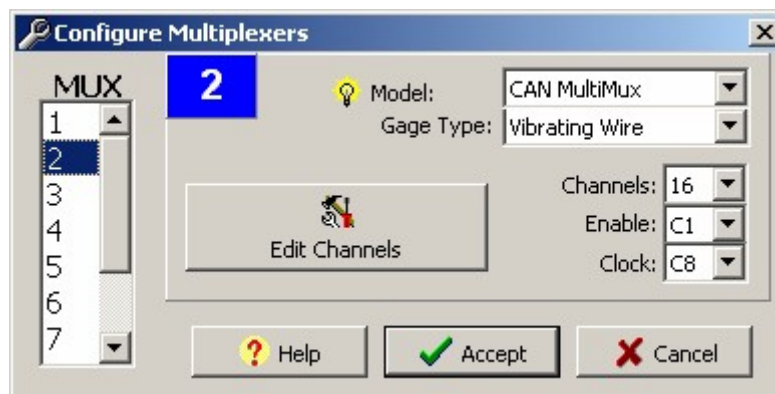 Configure Multiplexers
MUX
1
2
3
4
5
6
7
2
Model: CAN MultiMux
Gage Type: Vibrating Wire
Edit Channels
Channels: 16
Enable: C1
Clock: C8
? Help
Accept
Cancel